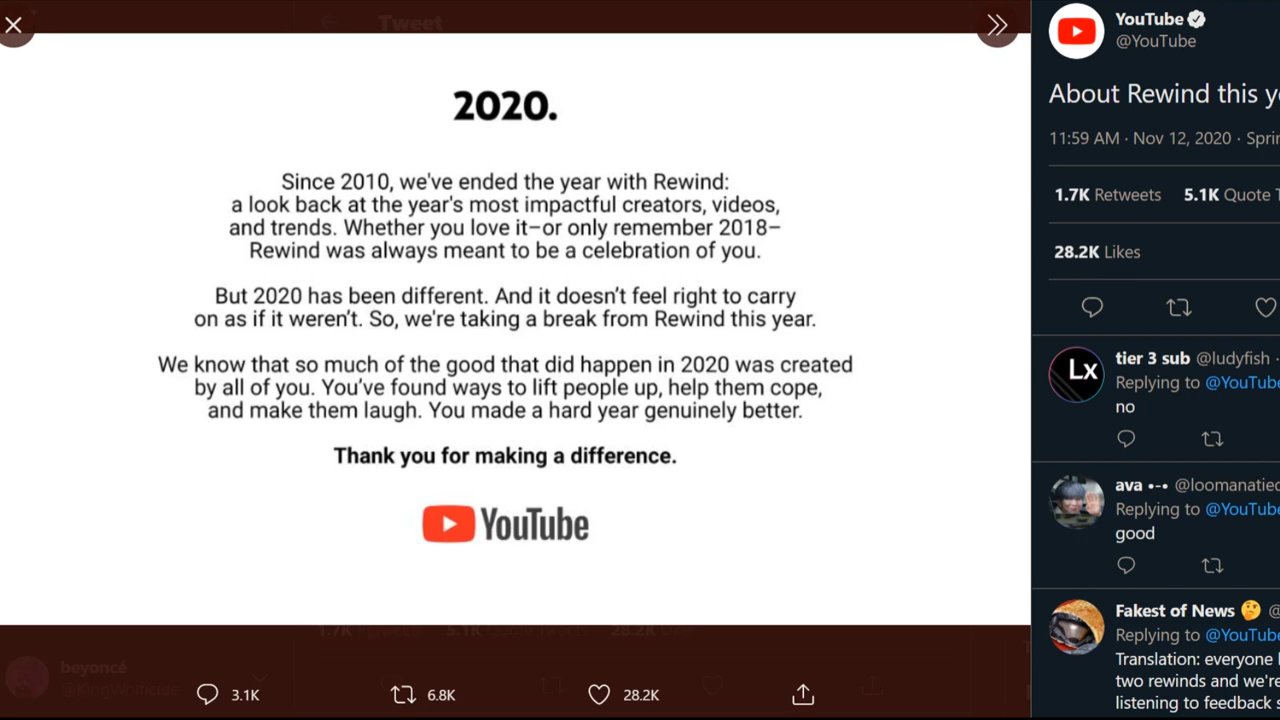 Tweet
2020.
Since 2010, we've ended the year with Rewind:
a look back at the year's most impactful creators, videos,
and trends. Whether you love it–or only remember 2018–
Rewind was always meant to be a celebration of you.
But 2020 has been different. And it doesn't feel right to carry
on as if it weren't. So, we're taking a break from Rewind this year.
We know that so much of the good that did happen in 2020 was created
by all of you. You've found ways to lift people up, help them cope,
and make them laugh. You made a hard year genuinely better.
Thank you for making a difference.
YouTube
beyoncé
3.1K 6.8K 28.2K
YouTube
@YouTube
About Rewind this y
11:59 AM · Nov 12, 2020 ·
1.7K Retweets 5.1K Quote
28.2K Likes
tier 3 sub @ludyfish ·
Replying to @YouTube
no
Lx
ava •-• @loomanatied
Replying to @YouTube
good
Fakest of News 🤔 @
Replying to @YouTube
Translation: everyone
two rewinds and we're
listening to feedback